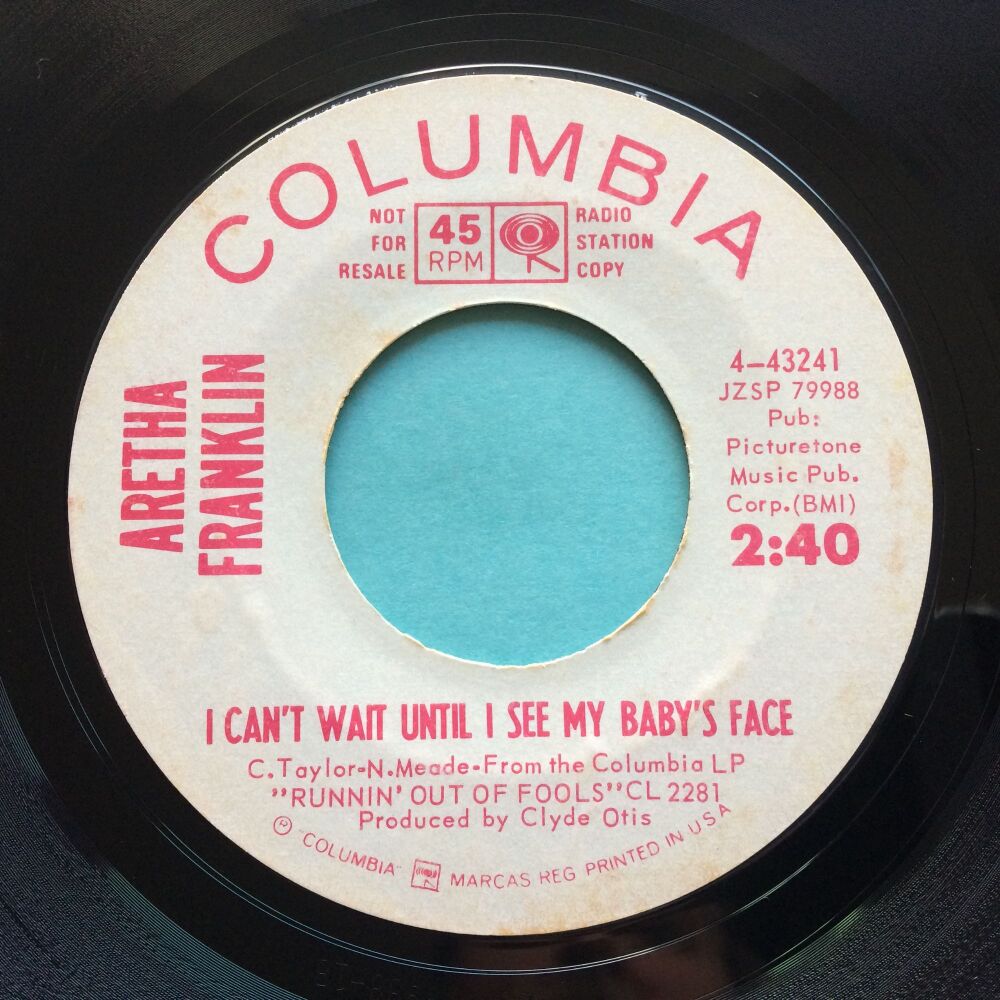 COLUMBIA
NOT
FOR
RESALE
45
RPM
RADIO
STATION
COPY
ARETHA
FRANKLIN
4-43241
JZSP 79988
Pub:
Picturetone
Music Pub.
Corp.(BMI)
2:40
I CAN'T WAIT UNTIL I SEE MY BABY'S FACE
C.Taylor-N.Meade-From the Columbia LP
"RUNNIN' OUT OF FOOLS" CL 2281
Produced by Clyde Otis
® "COLUMBIA" MARCAS REG PRINTED IN USA